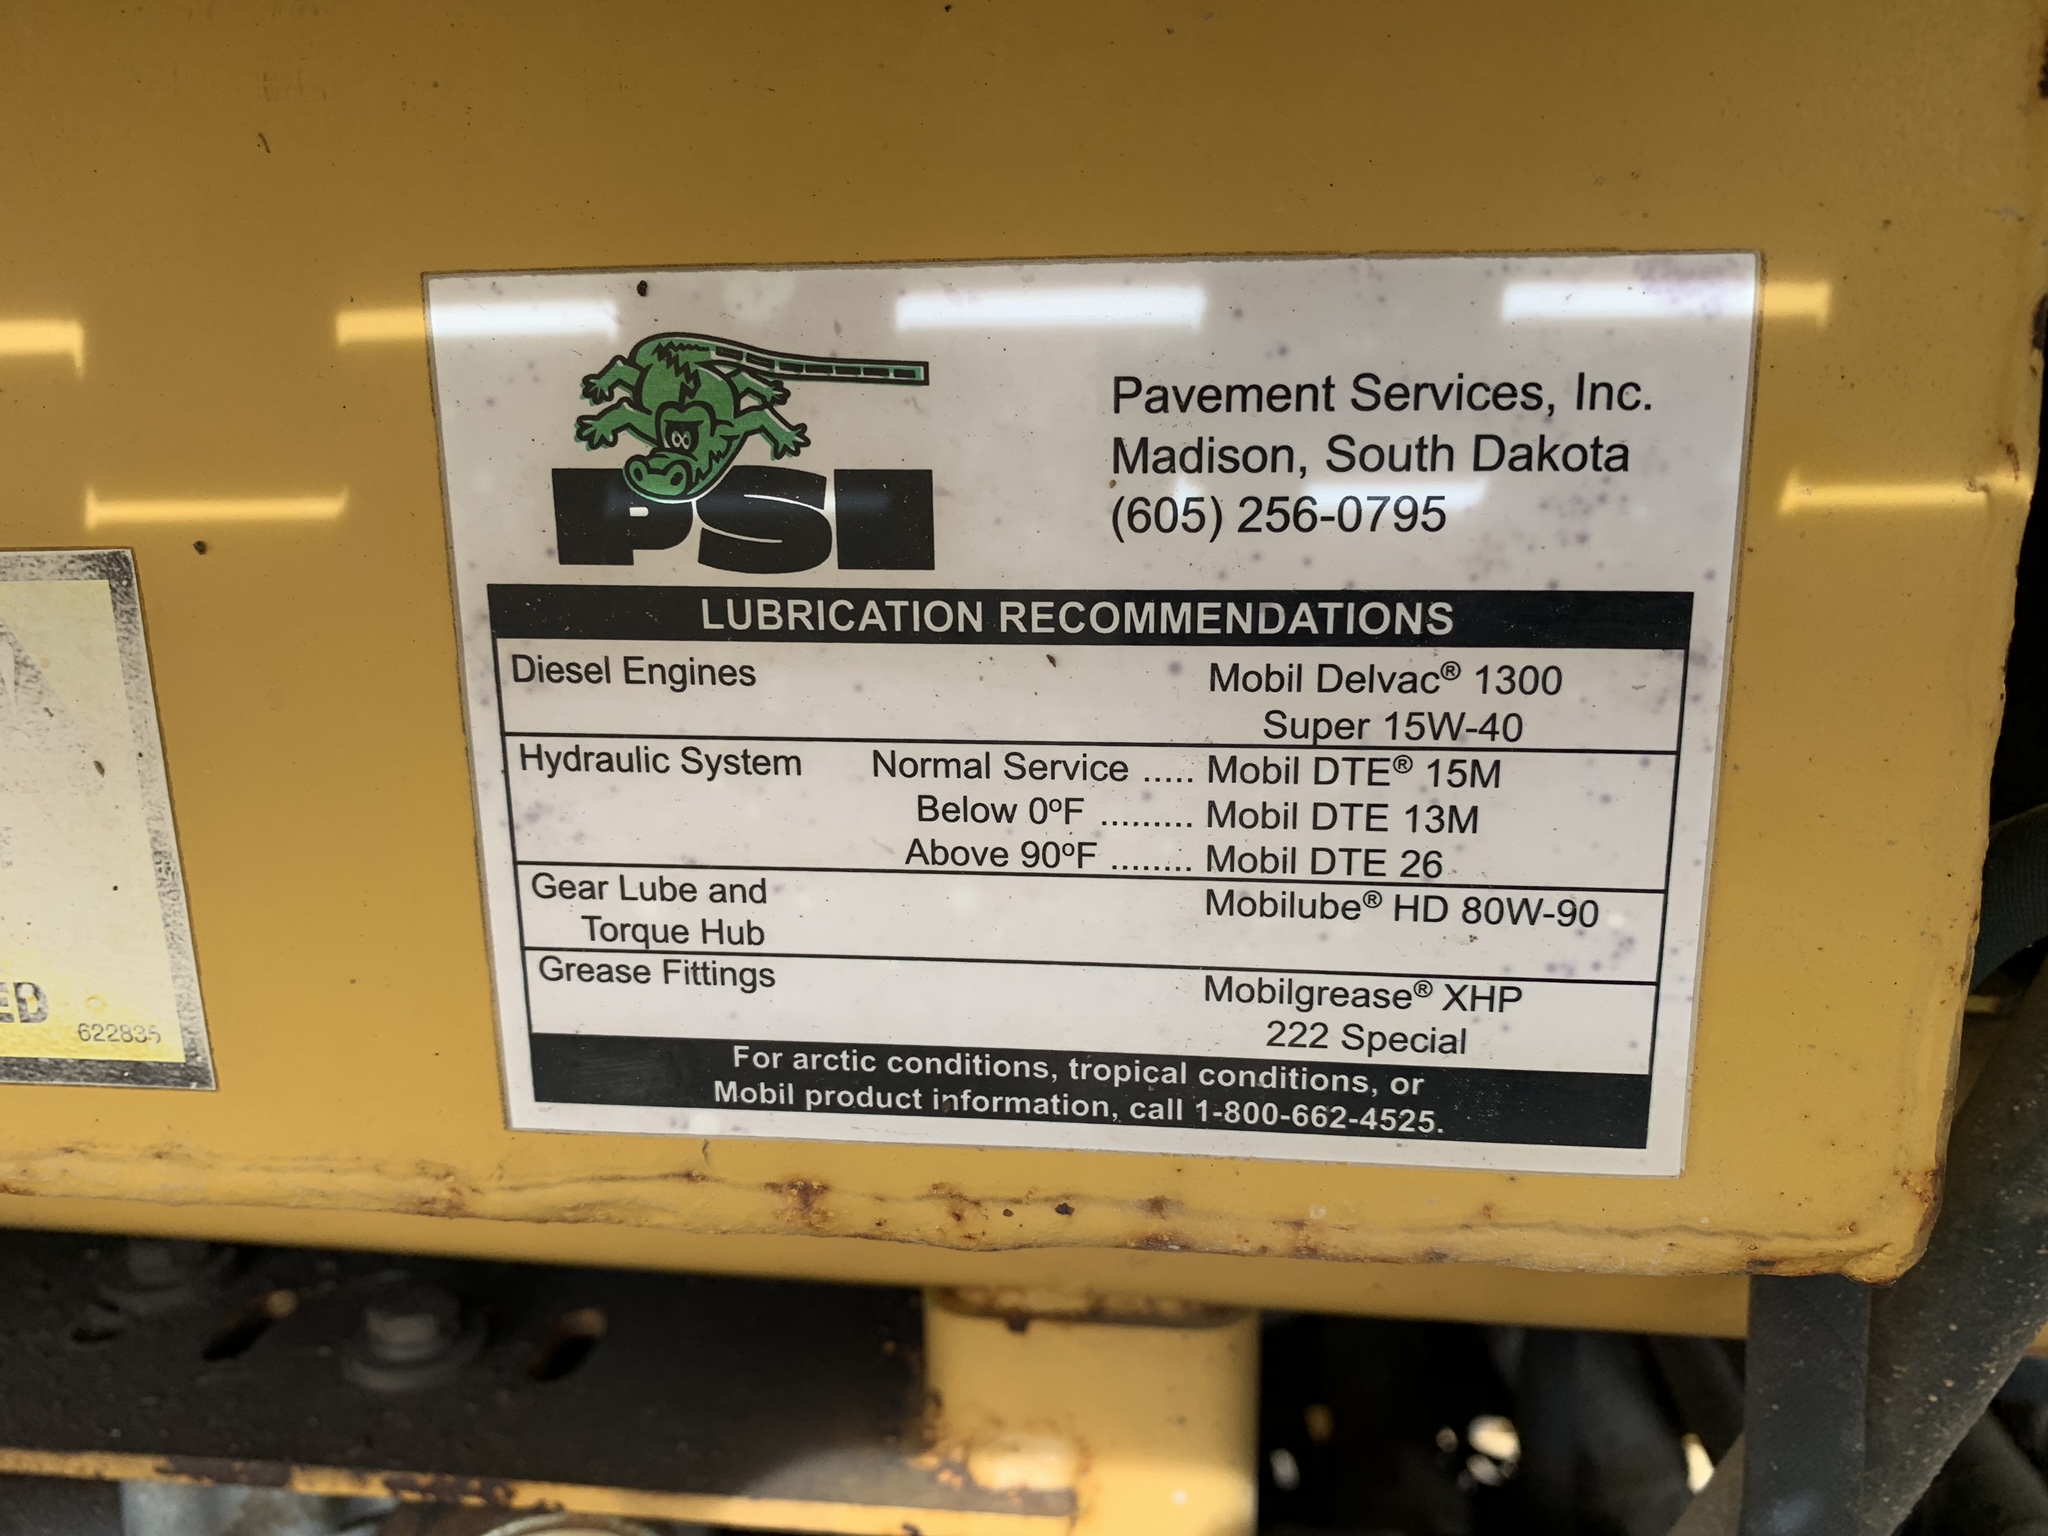 PSI
Pavement Services, Inc.
Madison, South Dakota
(605) 256-0795
LUBRICATION RECOMMENDATIONS
Diesel Engines Mobil Delvac® 1300
Super 15W-40
Hydraulic System Normal Service ..... Mobil DTE® 15M
Below 0ºF ......... Mobil DTE 13M
Above 90ºF ........ Mobil DTE 26
Gear Lube and Mobilube® HD 80W-90
Torque Hub
Grease Fittings Mobilgrease® XHP
222 Special
For arctic conditions, tropical conditions, or
Mobil product information, call 1-800-662-4525.
ED
622835